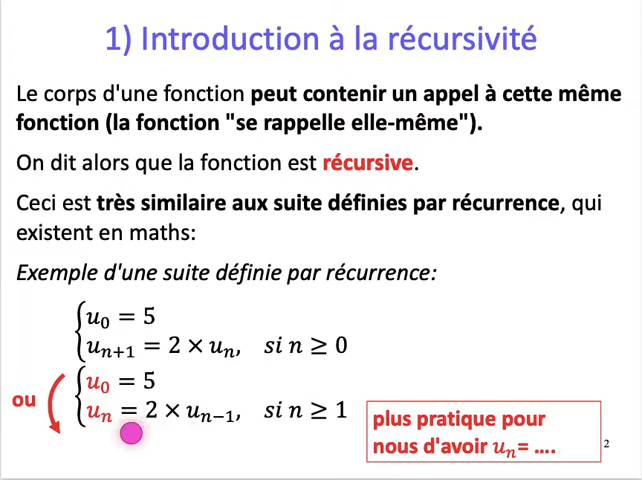 1) Introduction à la récursivité
Le corps d'une fonction peut contenir un appel à cette même
fonction (la fonction "se rappelle elle-même").
On dit alors que la fonction est récursive.
Ceci est très similaire aux suite définies par récurrence, qui
existent en maths:
Exemple d'une suite définie par récurrence:
u₀ = 5
uₙ₊₁ = 2 × uₙ, si n ≥ 0
ou
u₀ = 5
uₙ = 2 × uₙ₋₁, si n ≥ 1
plus pratique pour
nous d'avoir uₙ= ....
2